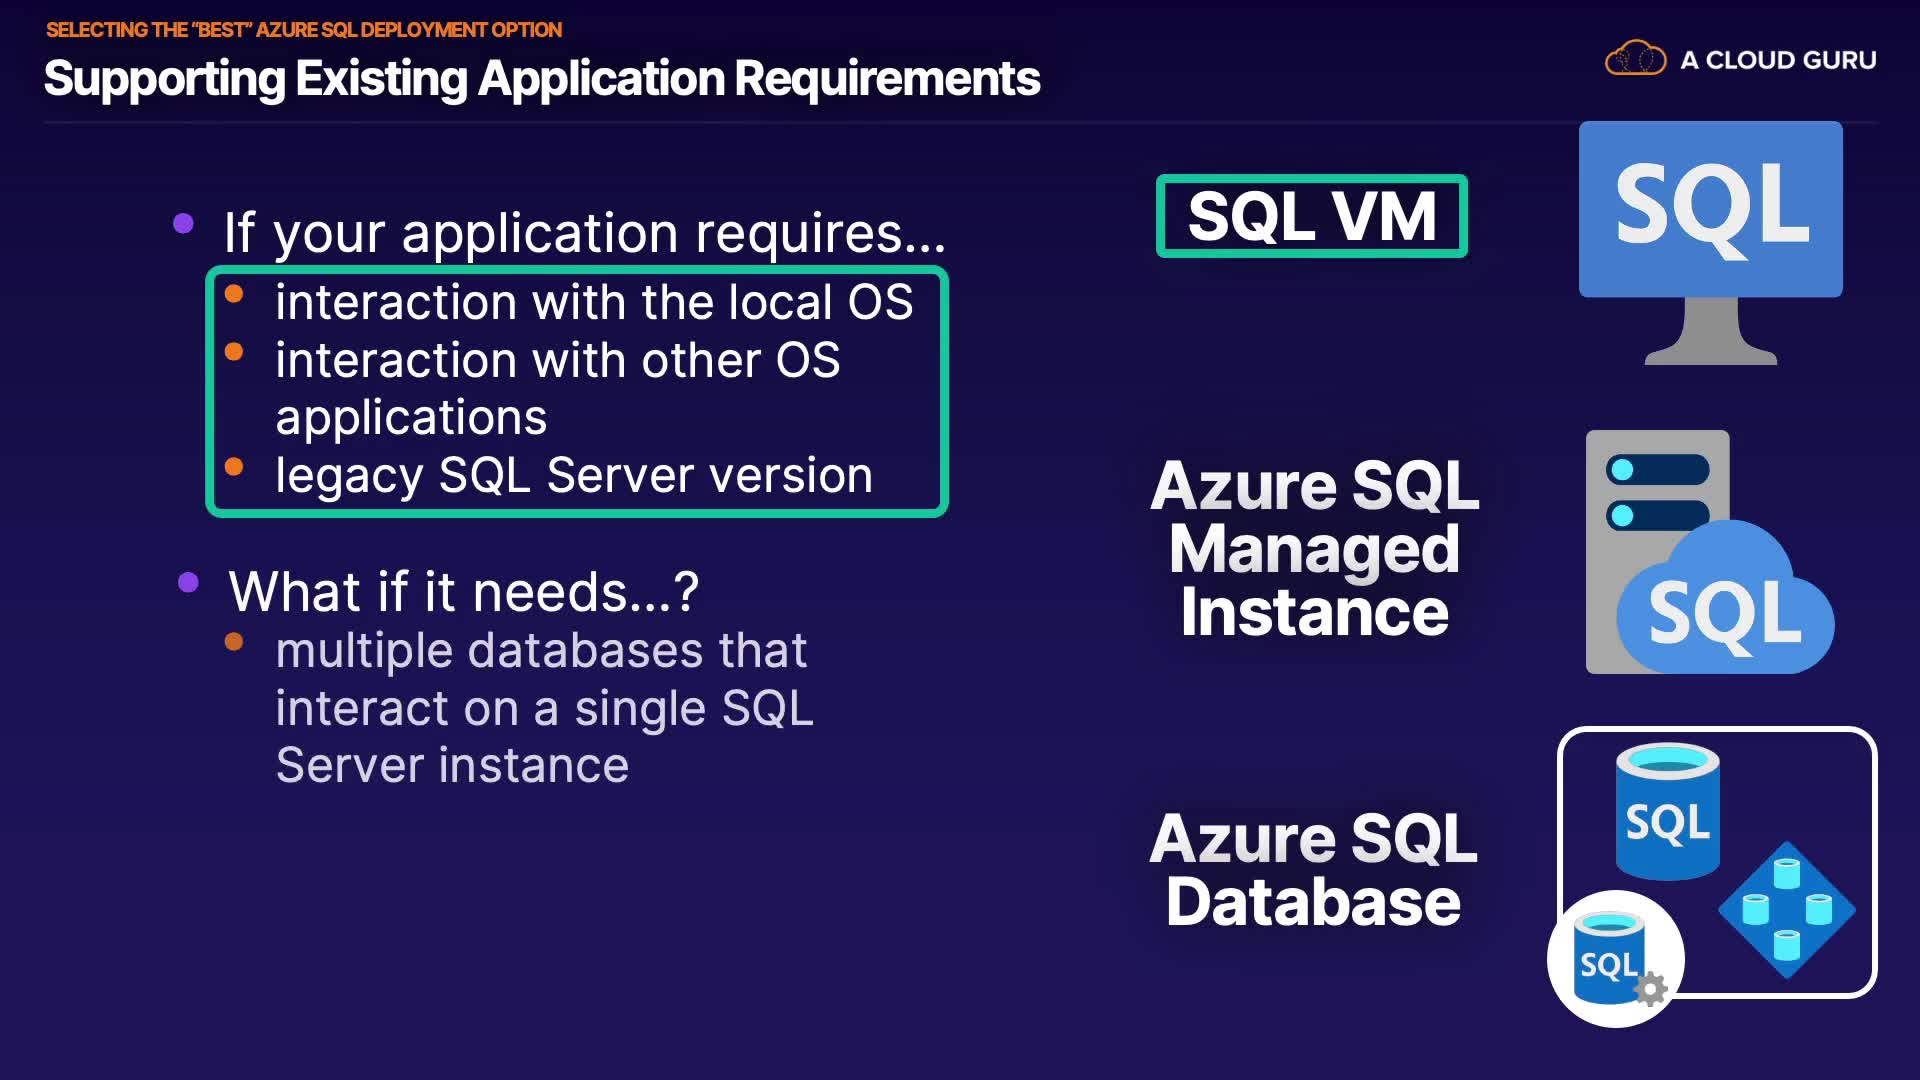 SELECTING THE “BEST” AZURE SQL DEPLOYMENT OPTION
Supporting Existing Application Requirements
A CLOUD GURU
If your application requires...
interaction with the local OS
interaction with other OS
applications
legacy SQL Server version
What if it needs...?
multiple databases that
interact on a single SQL
Server instance
SQL VM
SQL
Azure SQL
Managed
Instance
SQL
Azure SQL
Database
SQL
SQL